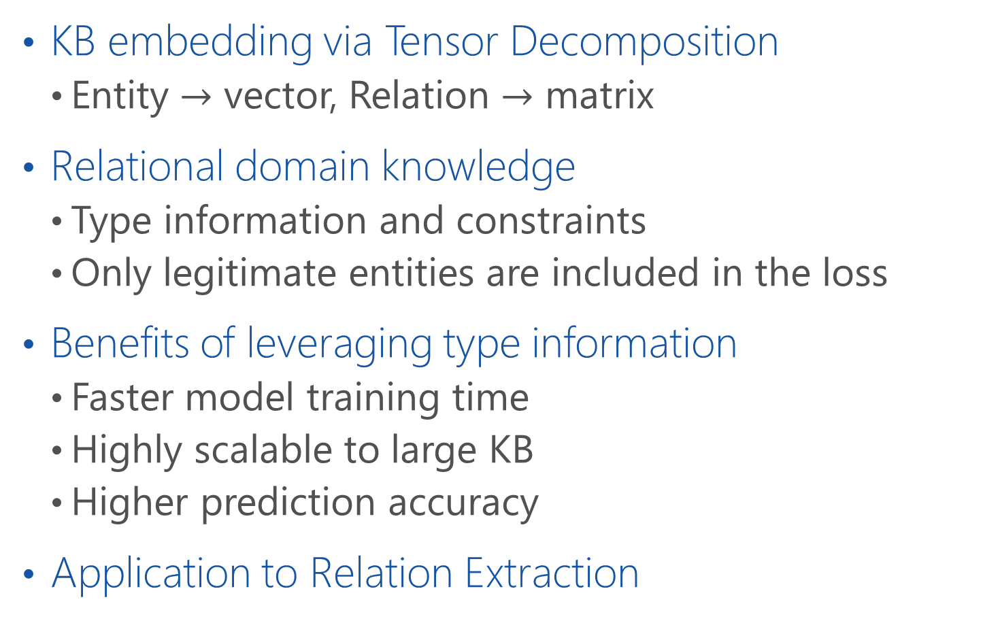 • KB embedding via Tensor Decomposition
• Entity → vector, Relation → matrix
• Relational domain knowledge
• Type information and constraints
• Only legitimate entities are included in the loss
• Benefits of leveraging type information
• Faster model training time
• Highly scalable to large KB
• Higher prediction accuracy
• Application to Relation Extraction